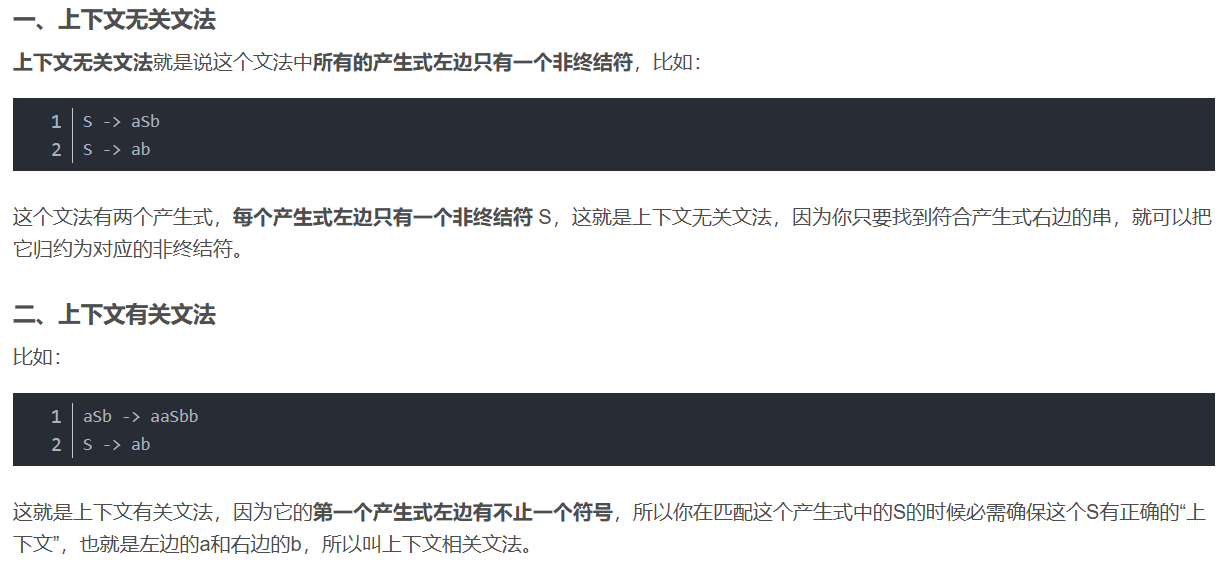 一、上下文无关文法
上下文无关文法就是说这个文法中所有的产生式左边只有一个非终结符，比如：
1 S -> aSb
2 S -> ab
这个文法有两个产生式，每个产生式左边只有一个非终结符 S，这就是上下文无关文法，因为你只要找到符合产生式右边的串，就可以把
它归约为对应的非终结符。
二、上下文有关文法
比如：
1 aSb -> aaSbb
2 S -> ab
这就是上下文有关文法，因为它的第一个产生式左边有不止一个符号，所以你在匹配这个产生式中的S的时候必需确保这个S有正确的“上
下文”，也就是左边的a和右边的b，所以叫上下文相关文法。